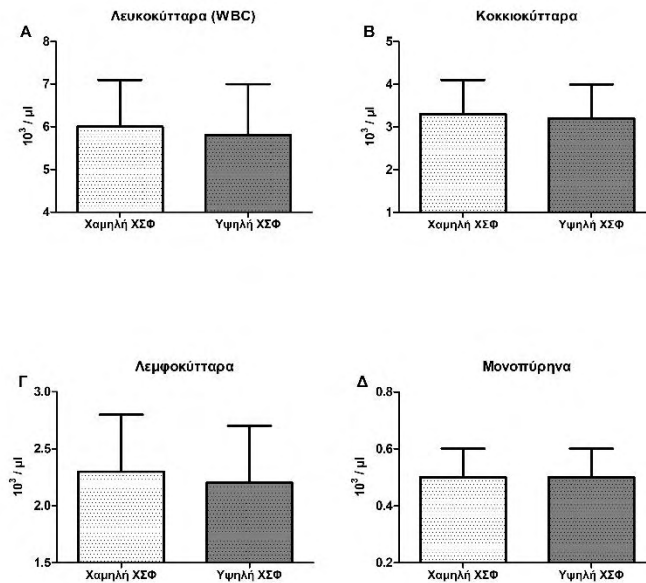 Λευκοκύτταρα (WBC)
A
10³ / μl
8
7
6
5
4
Χαμηλή ΧΣΦ
Υψηλή ΧΣΦ
Κοκκιοκύτταρα
B
10³ / μl
5
4
3
2
1
Χαμηλή ΧΣΦ
Υψηλή ΧΣΦ
Λεμφοκύτταρα
Γ
10³ / μl
3.0
2.5
2.0
1.5
Χαμηλή ΧΣΦ
Υψηλή ΧΣΦ
Μονοπύρηνα
Δ
10³ / μl
0.8
0.6
0.4
0.2
Χαμηλή ΧΣΦ
Υψηλή ΧΣΦ